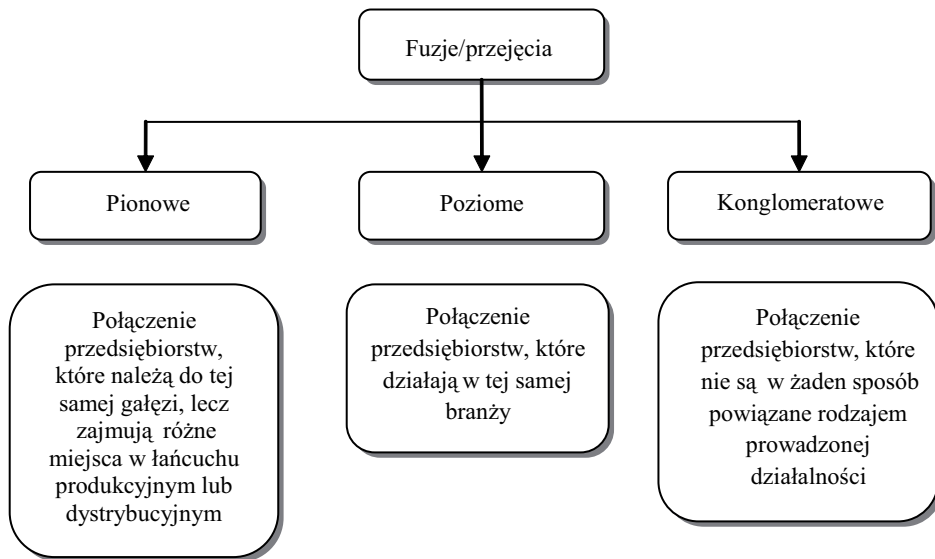 Fuzje/przejęcia
Pionowe
Poziome
Konglomeratowe
Połączenie
przedsiębiorstw,
które należą do tej
samej gałęzi, lecz
zajmują różne
miejsca w łańcuchu
produkcyjnym lub
dystrybucyjnym
Połączenie
przedsiębiorstw, które
działają w tej samej
branży
Połączenie
przedsiębiorstw, które
nie są w żaden sposób
powiązane rodzajem
prowadzonej
działalności